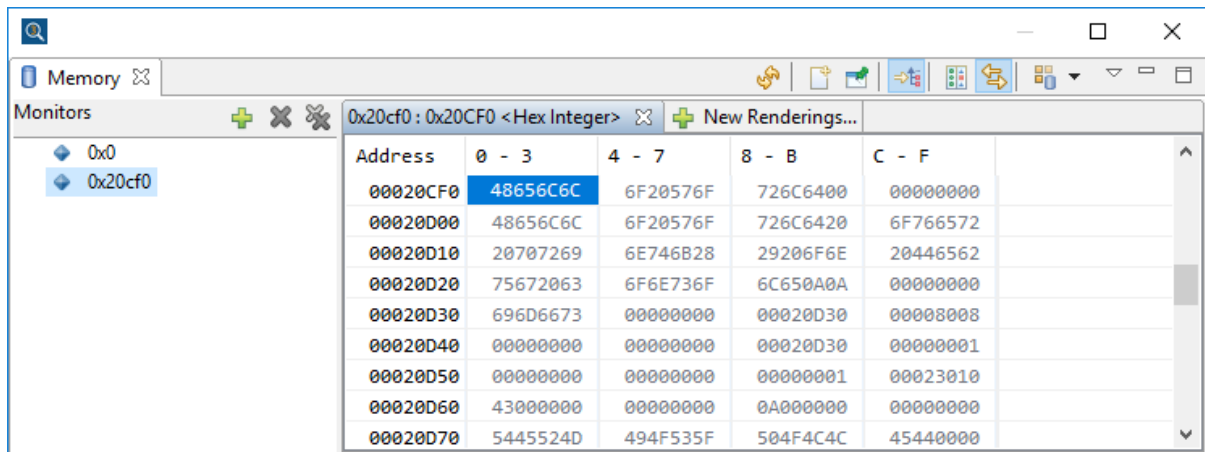 Memory
Monitors
0x20cf0 : 0x20CF0 <Hex Integer>
New Renderings...
0x0
0x20cf0
Address 0 - 3 4 - 7 8 - B C - F
00020CF0 48656C6C 6F20576F 726C6400 00000000
00020D00 48656C6C 6F20576F 726C6420 6F766572
00020D10 20707269 6E746B28 29206F6E 20446562
00020D20 75672063 6F6E736F 6C650A0A 00000000
00020D30 696D6673 00000000 00020D30 00008008
00020D40 00000000 00000000 00020D30 00000001
00020D50 00000000 00000000 00000001 00023010
00020D60 43000000 00000000 0A000000 00000000
00020D70 5445524D 494F535F 504F4C4C 45440000